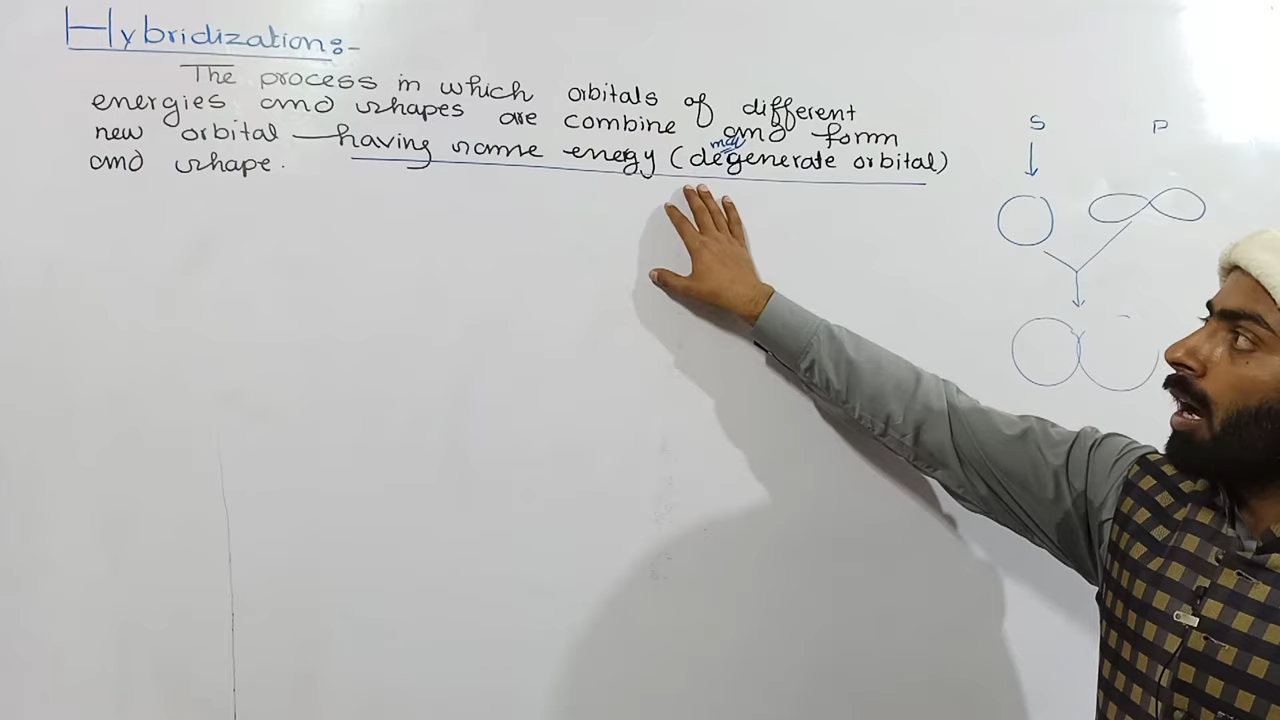 Hybridization:-
The process in which orbitals of different
energies and shapes are combine and form
new orbital having same energy (degenerate orbital)
and shape.
S P